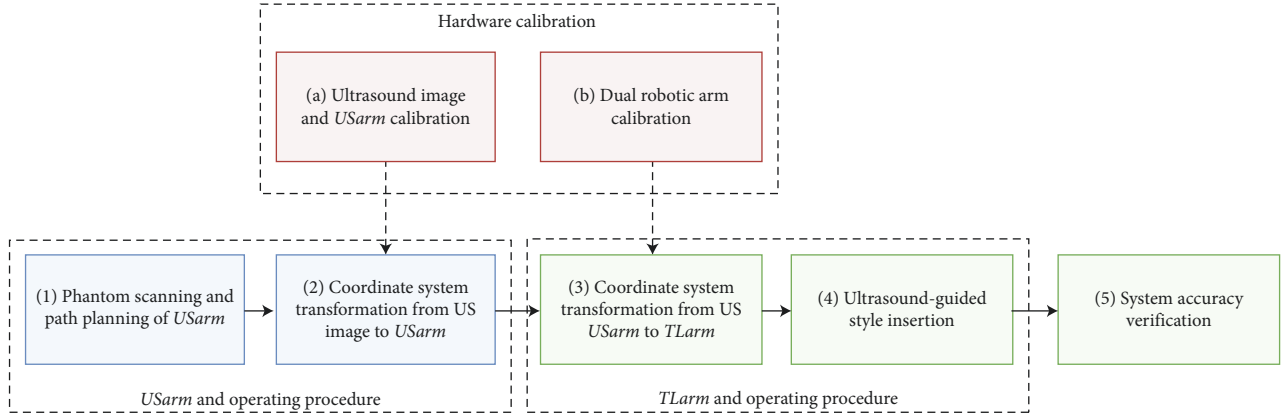 Hardware calibration
(a) Ultrasound image
and USarm calibration
(b) Dual robotic arm
calibration
(1) Phantom scanning and
path planning of USarm
(2) Coordinate system
transformation from US
image to USarm
(3) Coordinate system
transformation from US
USarm to TLarm
(4) Ultrasound-guided
style insertion
(5) System accuracy
verification
USarm and operating procedure
TLarm and operating procedure